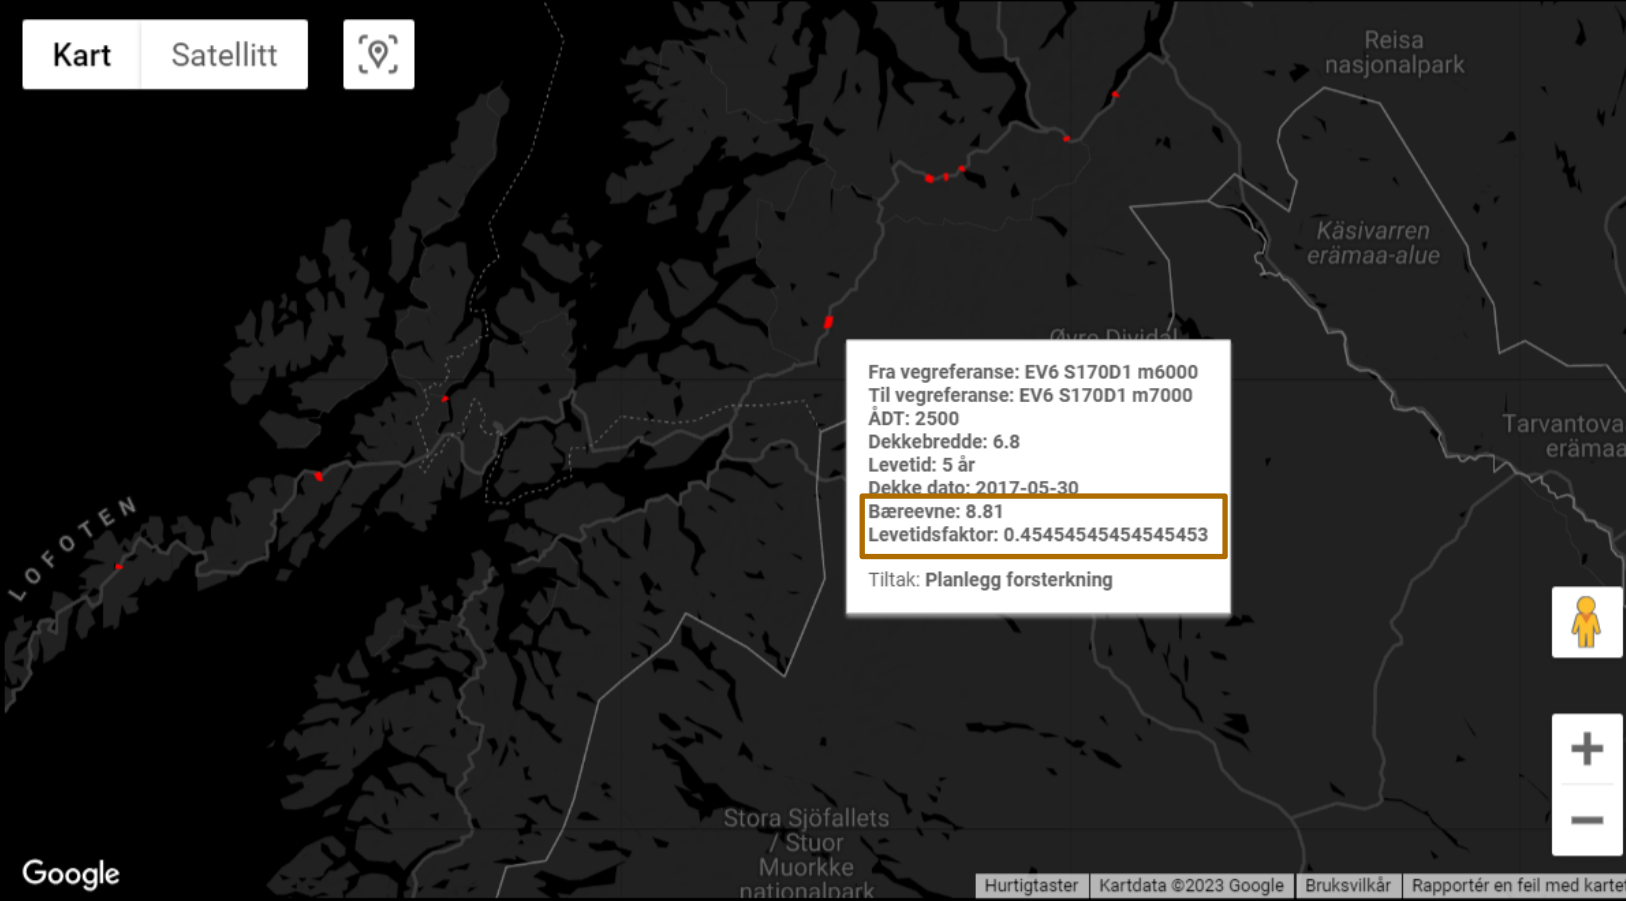 Kart
Satellitt
Reisa
nasjonalpark
Käsivarren
erämaa-alue
Øvre Dividal
Fra vegreferanse: EV6 S170D1 m6000
Til vegreferanse: EV6 S170D1 m7000
ÅDT: 2500
Dekkebredde: 6.8
Levetid: 5 år
Dekke dato: 2017-05-30
Bæreevne: 8.81
Levetidsfaktor: 0.45454545454545453
Tiltak: Planlegg forsterkning
Tarvantova
erämaa
LOFOTEN
Stora Sjöfallets
/ Stuor
Muorkke
nationalpark
Google
Hurtigtaster
Kartdata ©2023 Google
Bruksvilkår
Rapportér en feil med kartet